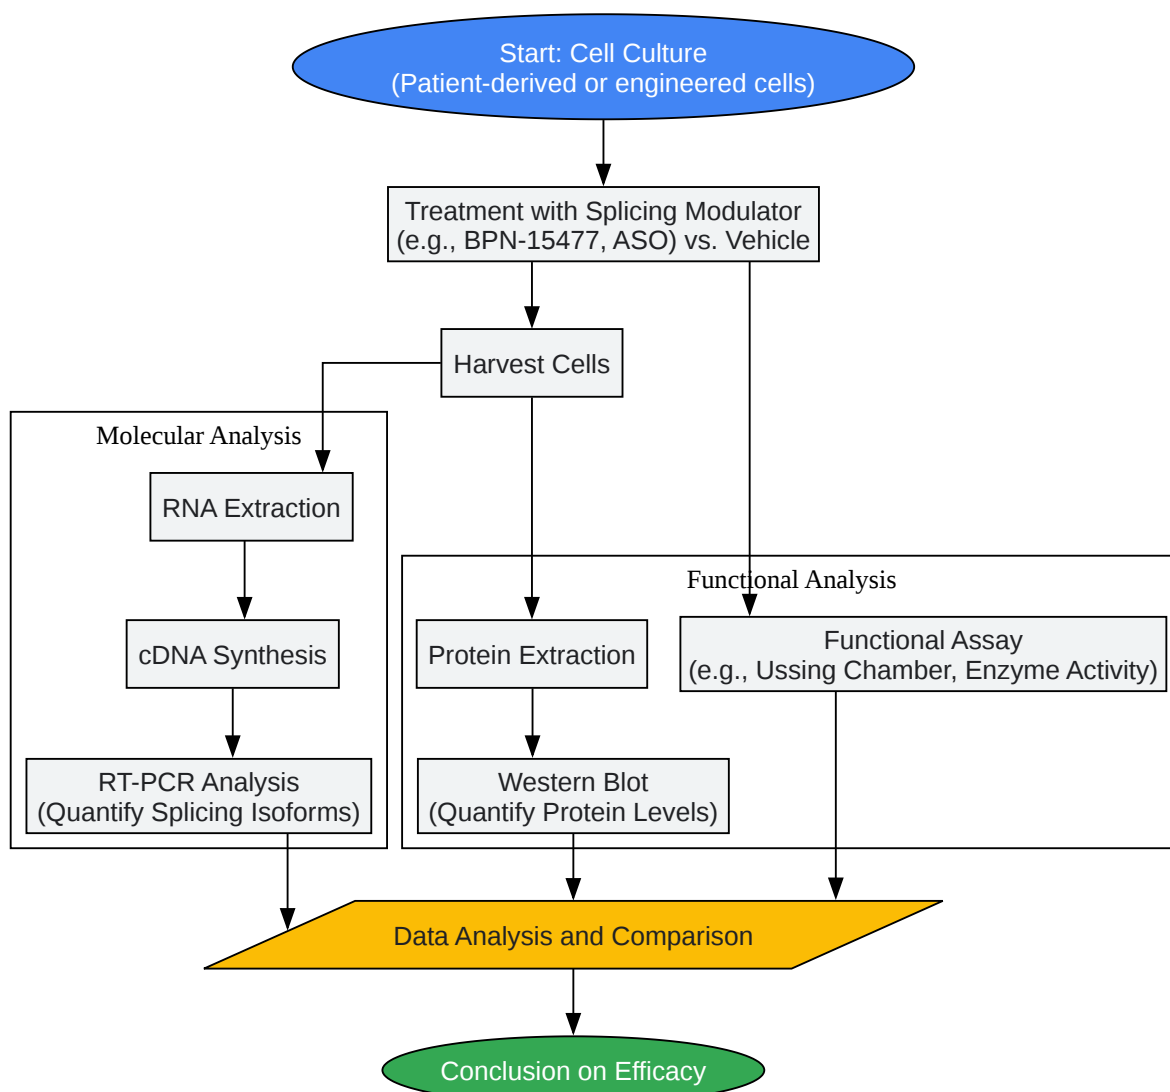 Start: Cell Culture
(Patient-derived or engineered cells)
Treatment with Splicing Modulator
(e.g., BPN-15477, ASO) vs. Vehicle
Harvest Cells
Molecular Analysis
RNA Extraction
cDNA Synthesis
RT-PCR Analysis
(Quantify Splicing Isoforms)
Functional Analysis
Protein Extraction
Functional Assay
(e.g., Ussing Chamber, Enzyme Activity)
Western Blot
(Quantify Protein Levels)
Data Analysis and Comparison
Conclusion on Efficacy